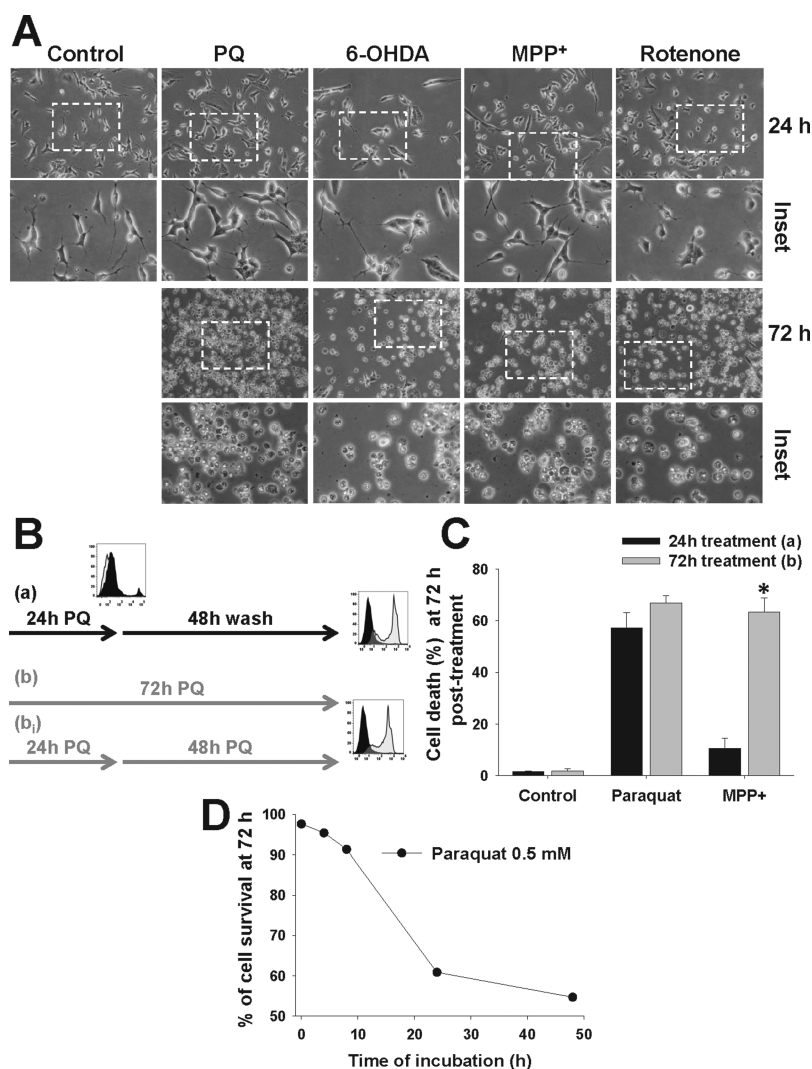 A
Control
PQ
6-OHDA
MPP+
Rotenone
24 h
Inset
72 h
Inset
B
(a)
24h PQ
48h wash
(b)
72h PQ
(bi)
24h PQ
48h PQ
C
24h treatment (a)
72h treatment (b)
Cell death (%) at 72 h
post-treatment
80
60
40
20
0
*
Control
Paraquat
MPP+
D
% of cell survival at 72 h
100
90
80
70
60
50
Paraquat 0.5 mM
0
10
20
30
40
50
Time of incubation (h)